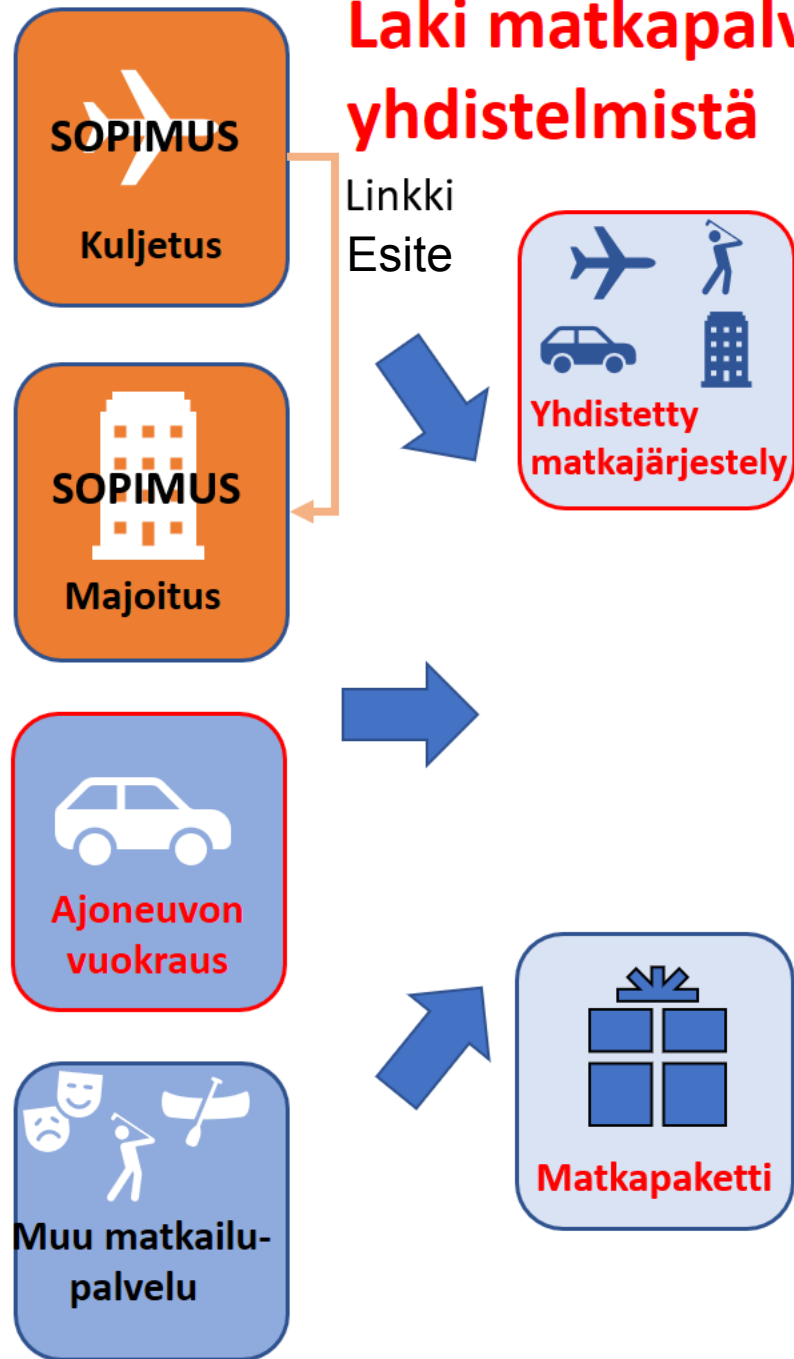 Laki matkapalv
yhdistelmistä
SOPIMUS
Kuljetus
Linkki
Esite
SOPIMUS
Majoitus
Yhdistetty
matkajärjestely
Ajoneuvon
vuokraus
Matkapaketti
Muu matkailu-
palvelu